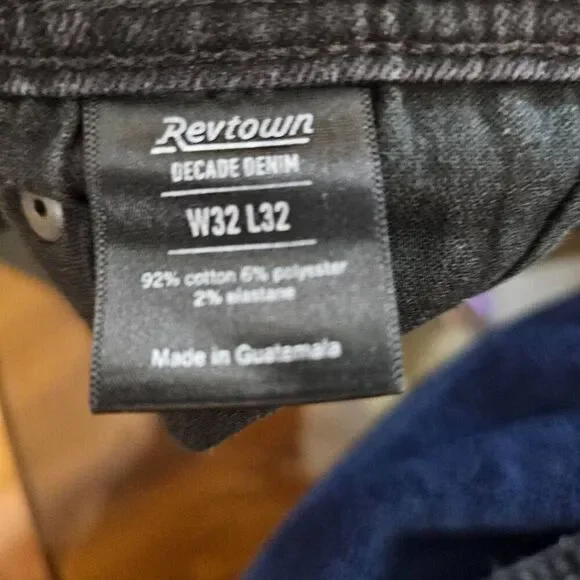 Revtown
DECADE DENIM
W32 L32
92% cotton 6% polyester
2% elastane
Made in Guatemala